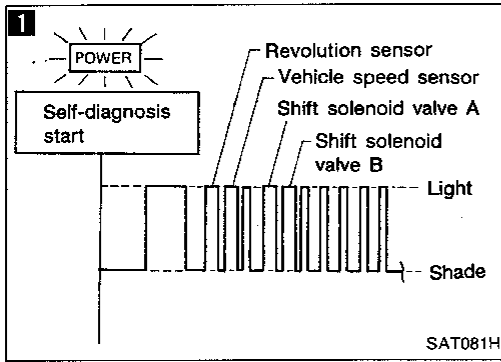 1
POWER
Self-diagnosis
start
Revolution sensor
Vehicle speed sensor
Shift solenoid valve A
Shift solenoid
valve B
Light
Shade
SAT081H